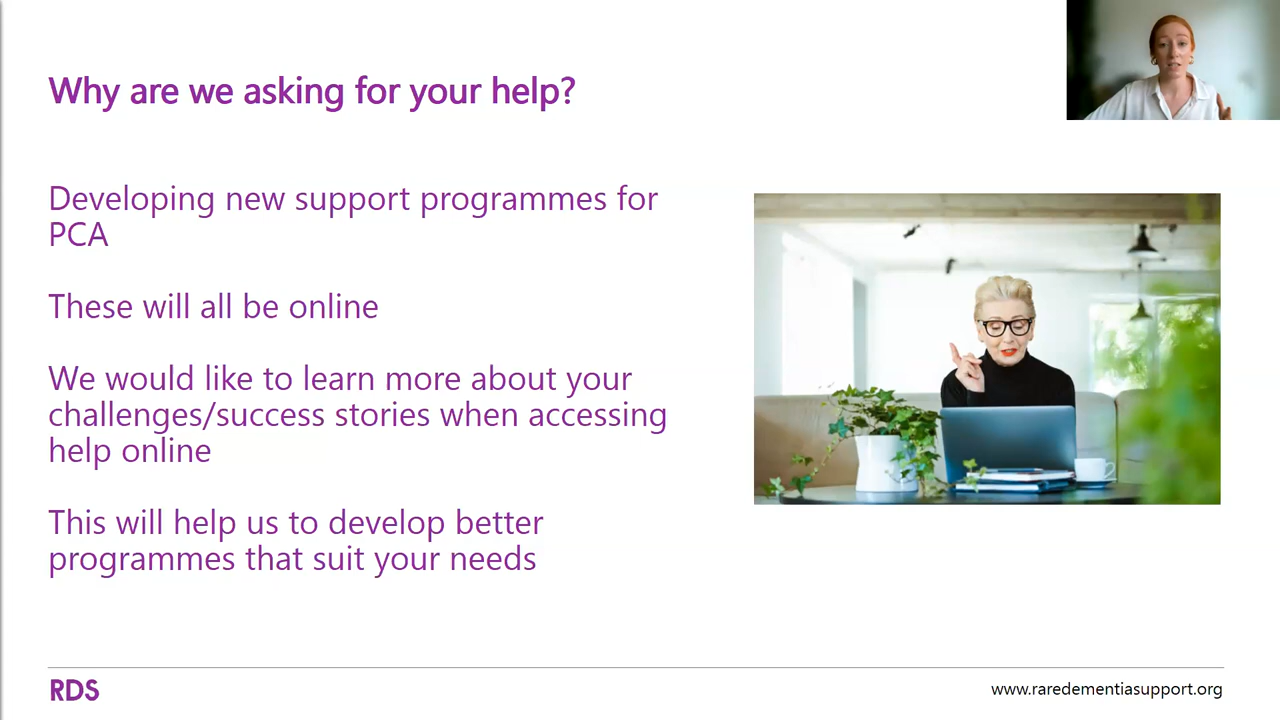 Why are we asking for your help?
Developing new support programmes for
PCA
These will all be online
We would like to learn more about your
challenges/success stories when accessing
help online
This will help us to develop better
programmes that suit your needs
RDS
www.raredementiasupport.org